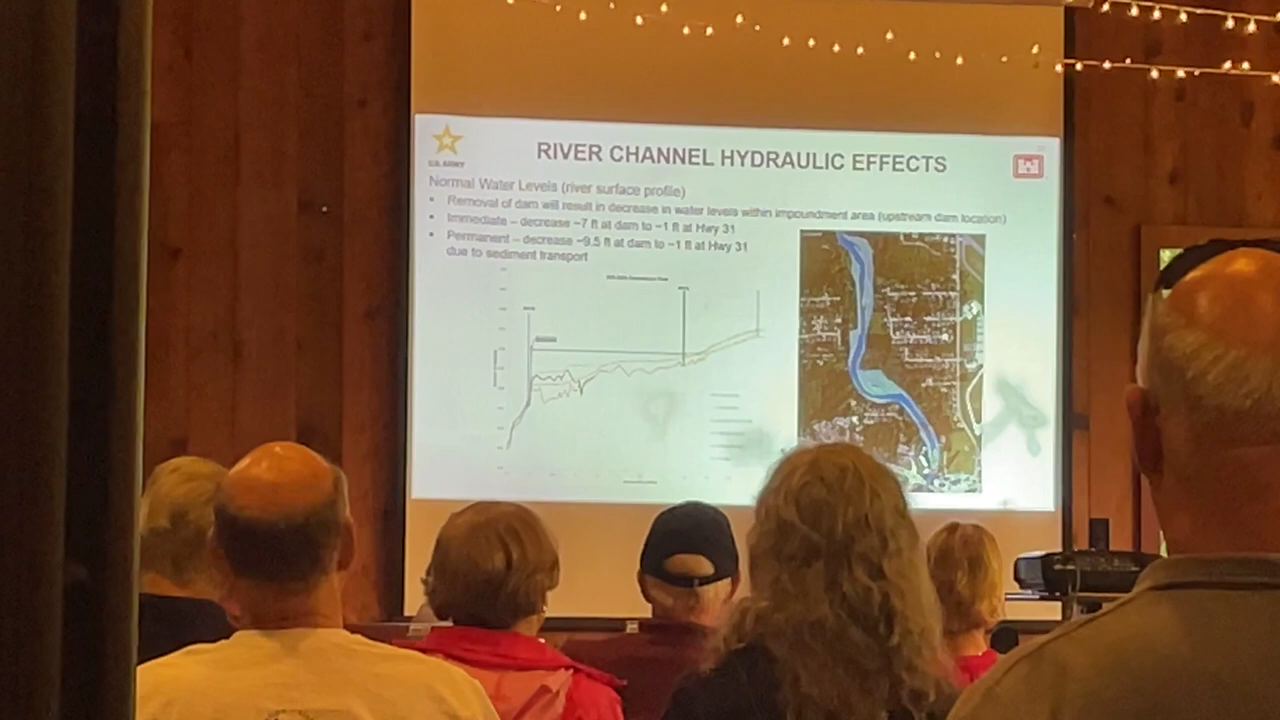 U.S. ARMY
RIVER CHANNEL HYDRAULIC EFFECTS
Normal Water Levels (river surface profile)
• Removal of dam will result in decrease in water levels within impoundment area (upstream dam location)
• Immediate – decrease ~7 ft at dam to ~1 ft at Hwy 31
• Permanent – decrease ~9.5 ft at dam to ~1 ft at Hwy 31
due to sediment transport